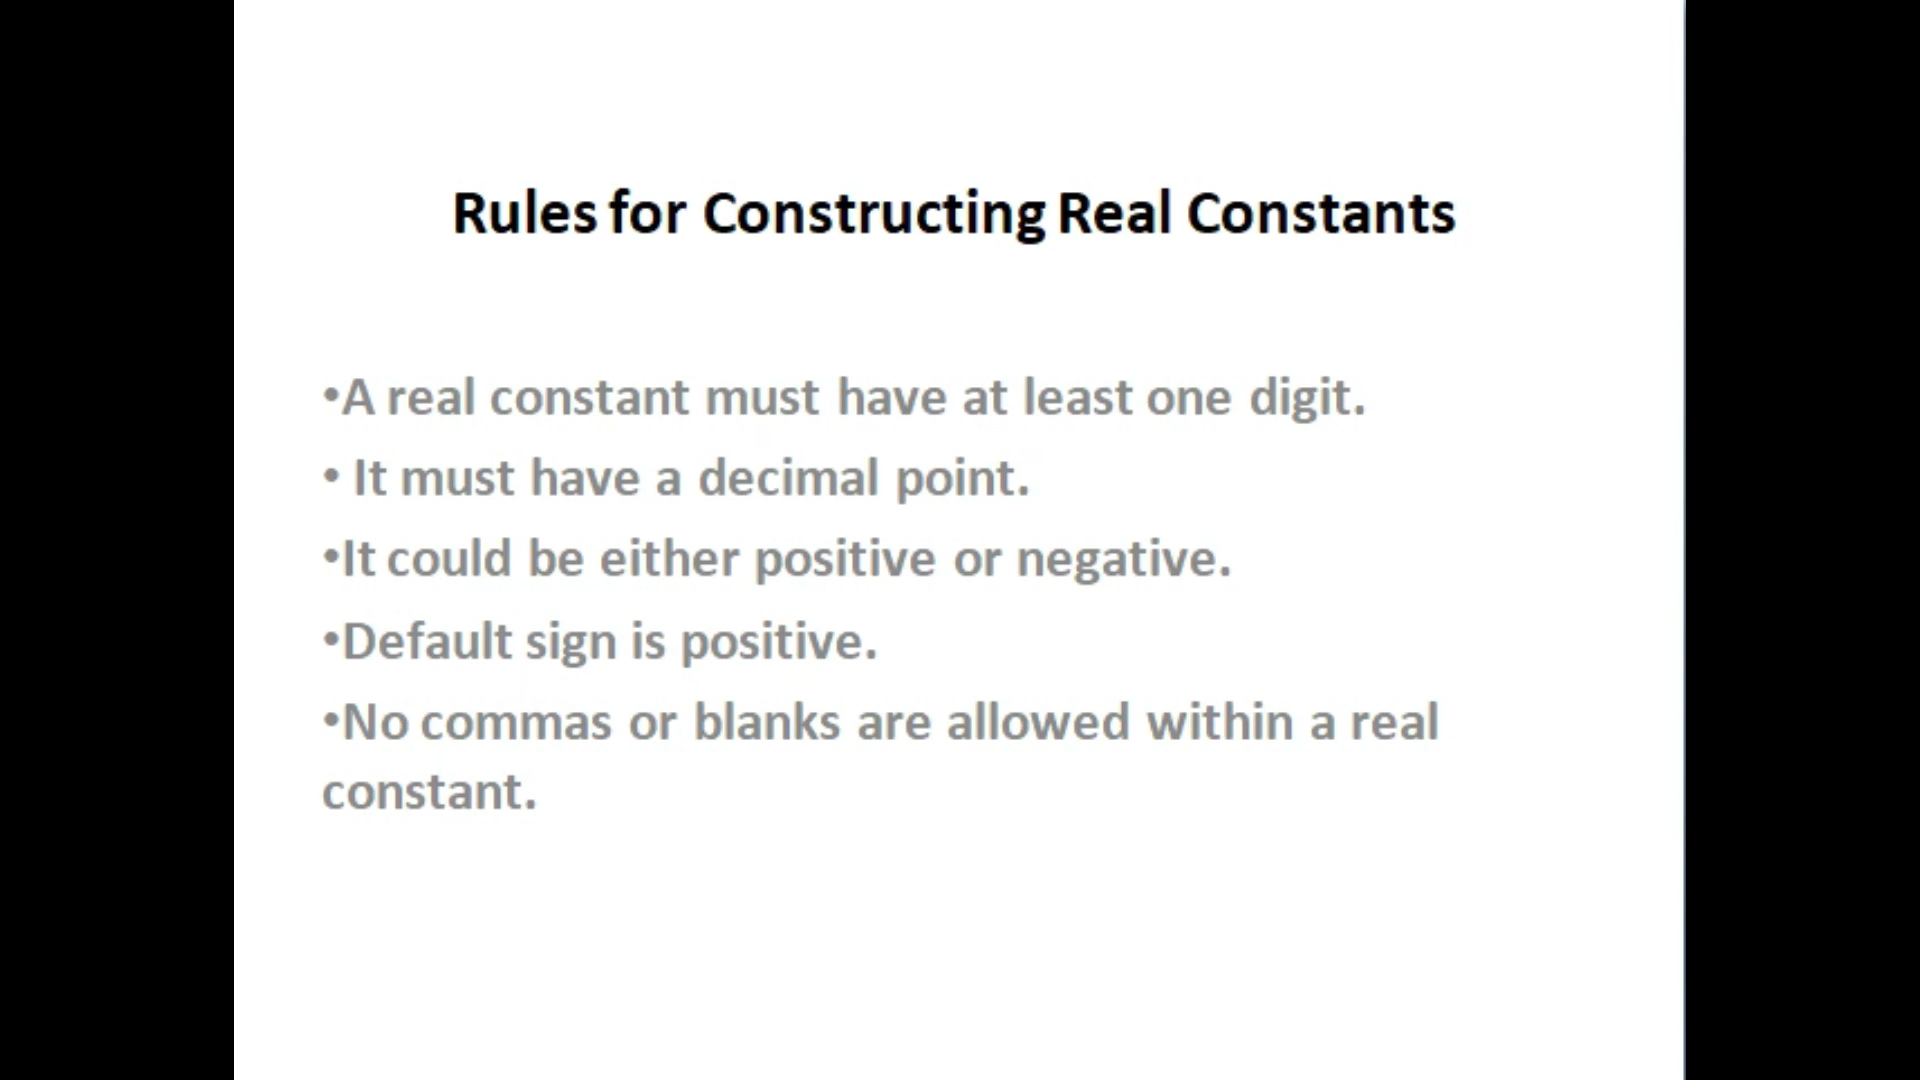 Rules for Constructing Real Constants
•A real constant must have at least one digit.
• It must have a decimal point.
•It could be either positive or negative.
•Default sign is positive.
•No commas or blanks are allowed within a real
constant.